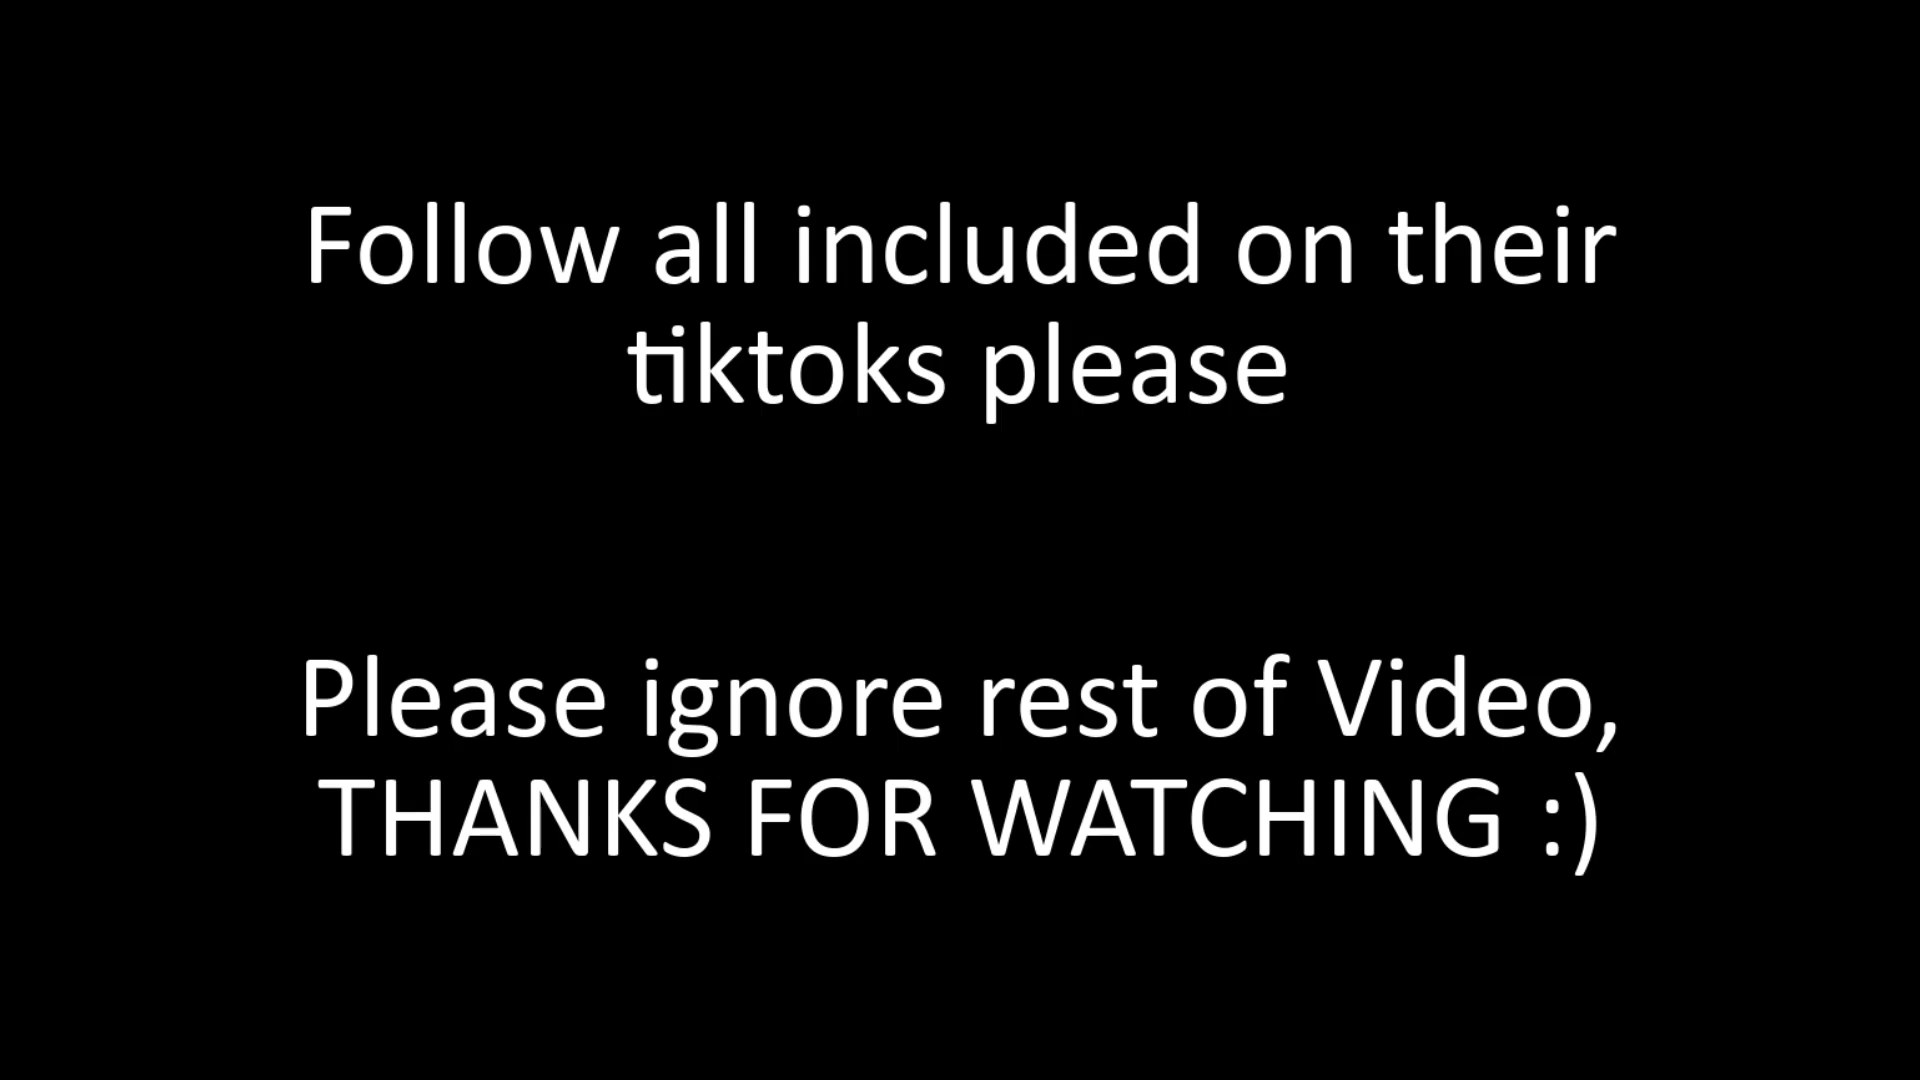 Follow all included on their
tiktoks please
Please ignore rest of Video,
THANKS FOR WATCHING :)